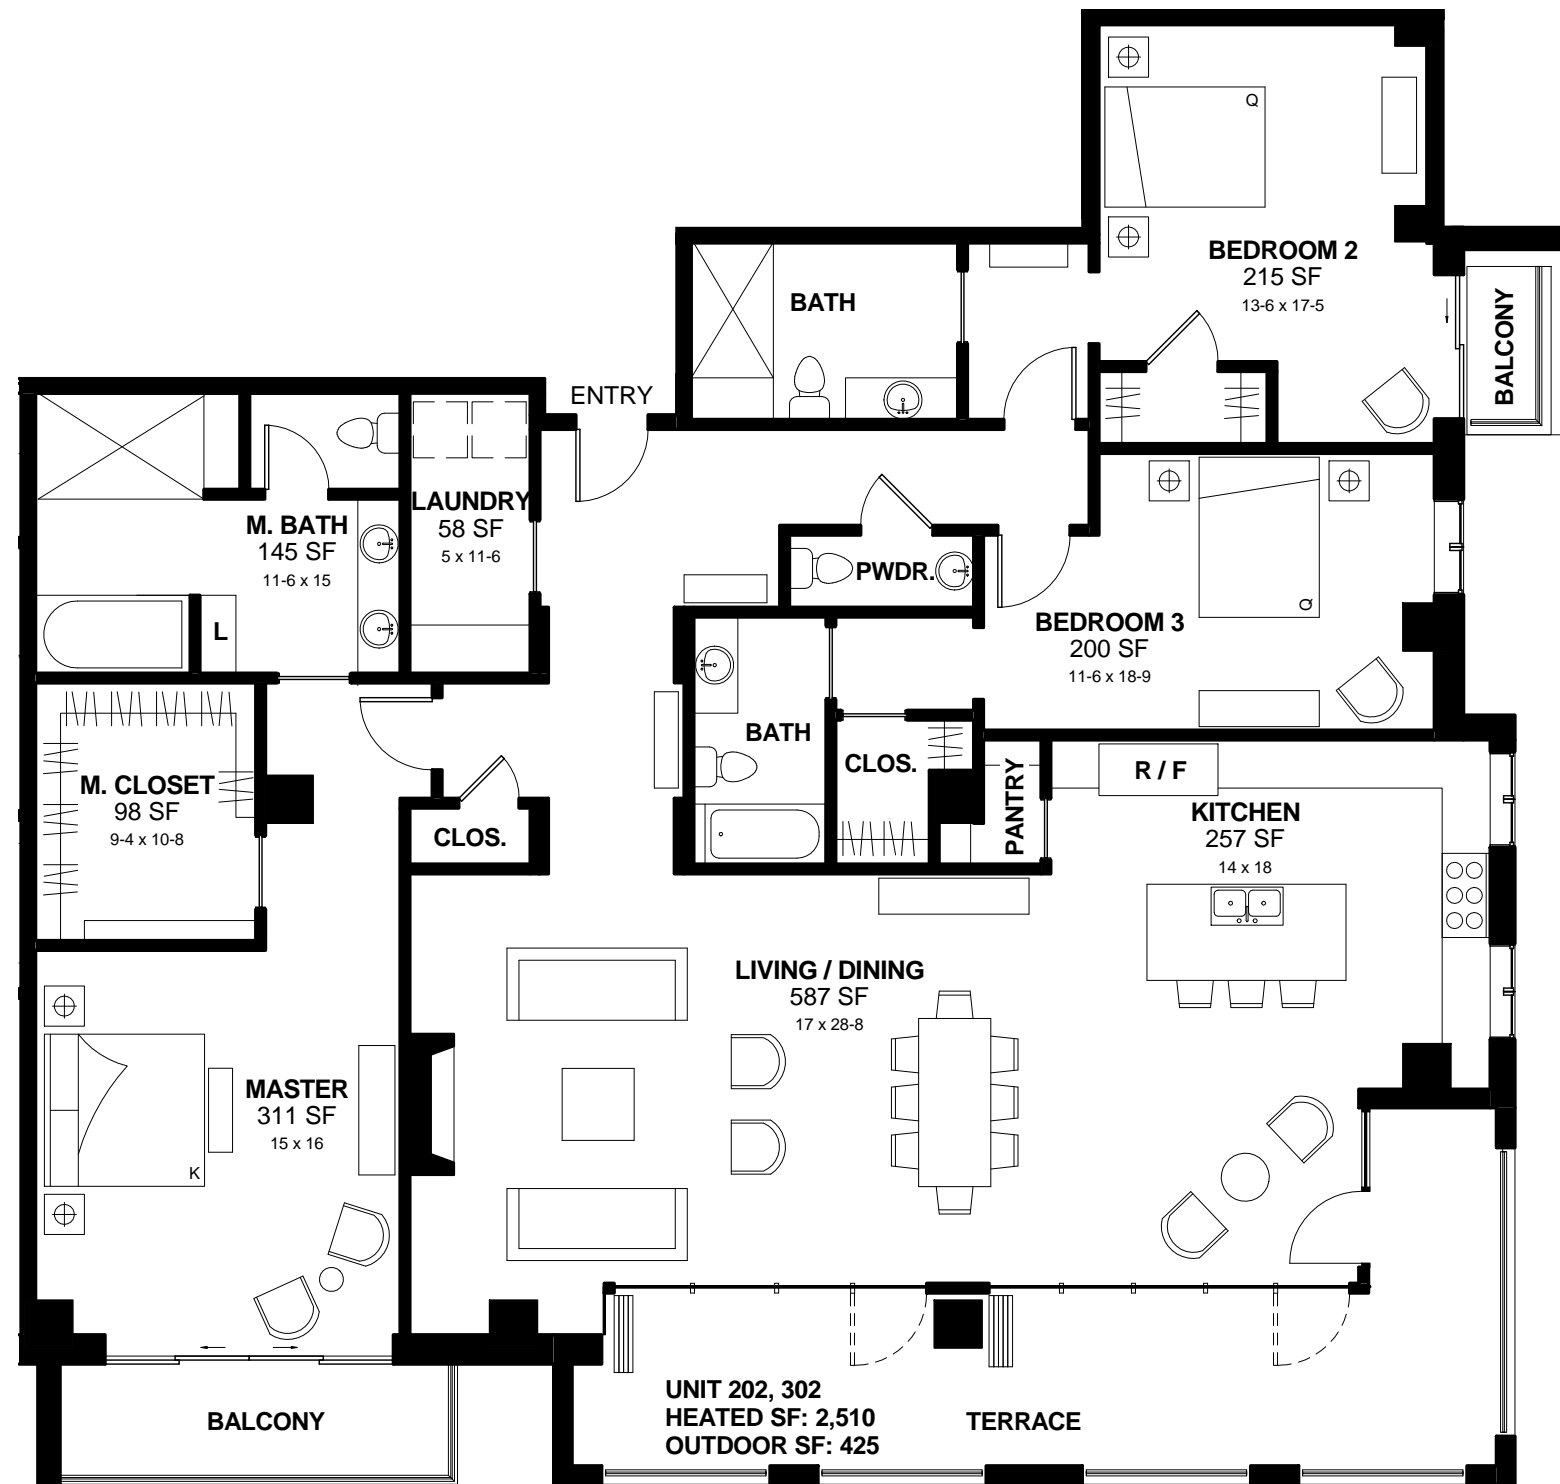 Q
BEDROOM 2
215 SF
13-6 x 17-5
BALCONY
BATH
ENTRY
LAUNDRY
58 SF
5 x 11-6
M. BATH
145 SF
11-6 x 15
L
PWDR.
Q
BEDROOM 3
200 SF
11-6 x 18-9
BATH
CLOS.
PANTRY
R / F
KITCHEN
257 SF
14 x 18
M. CLOSET
98 SF
9-4 x 10-8
CLOS.
LIVING / DINING
587 SF
17 x 28-8
MASTER
311 SF
15 x 16
K
BALCONY
UNIT 202, 302
HEATED SF: 2,510
OUTDOOR SF: 425
TERRACE